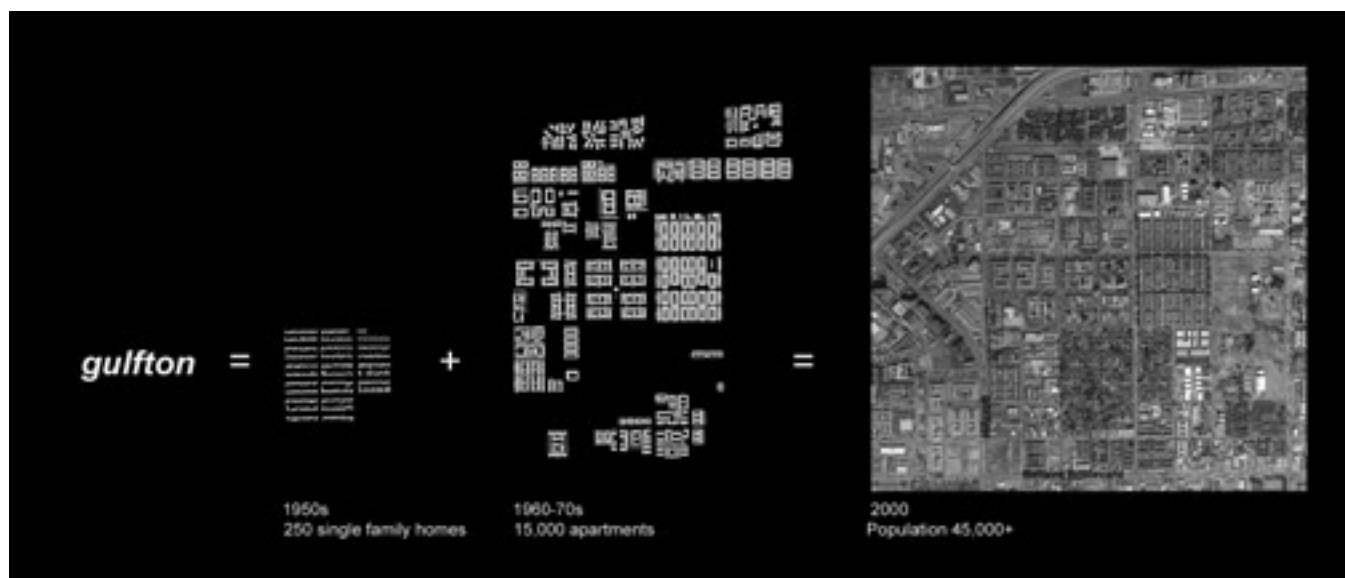 gulfton = + =
1950s
250 single family homes
1960-70s
15,000 apartments
2000
Population 45,000+